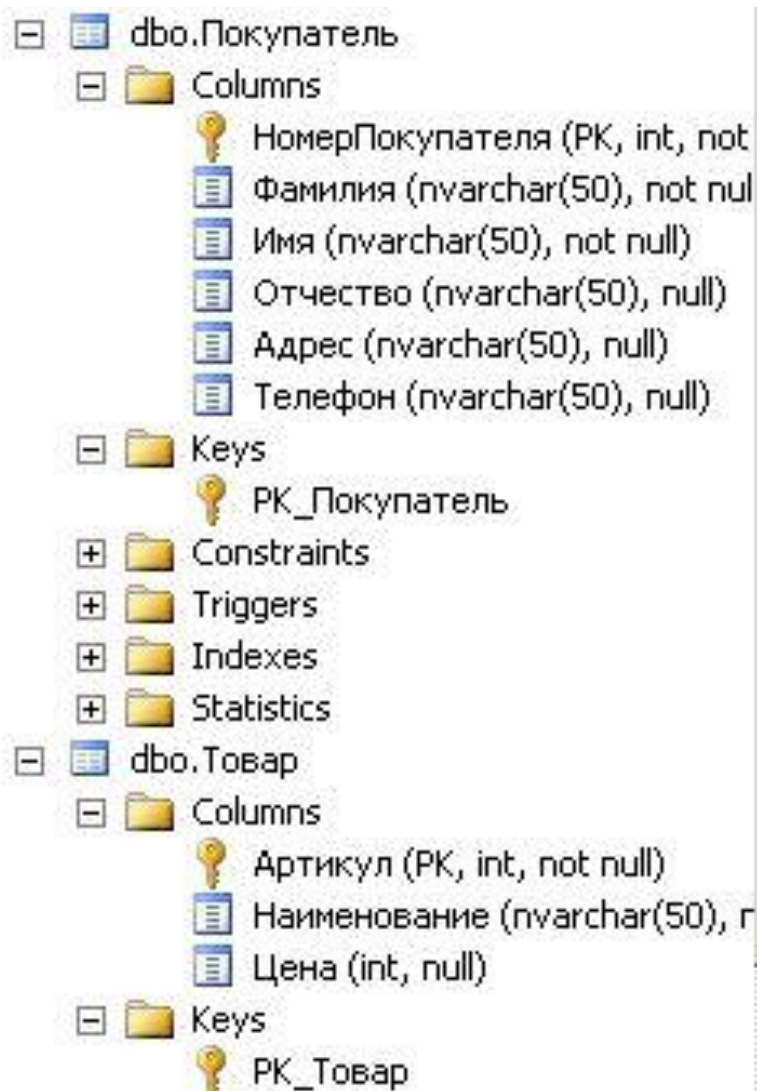 dbo.Покупатель
Columns
НомерПокупателя (PK, int, not
Фамилия (nvarchar(50), not nul
Имя (nvarchar(50), not null)
Отчество (nvarchar(50), null)
Адрес (nvarchar(50), null)
Телефон (nvarchar(50), null)
Keys
PK_Покупатель
Constraints
Triggers
Indexes
Statistics
dbo.Товар
Columns
Артикул (PK, int, not null)
Наименование (nvarchar(50),
Цена (int, null)
Keys
PK_Товар